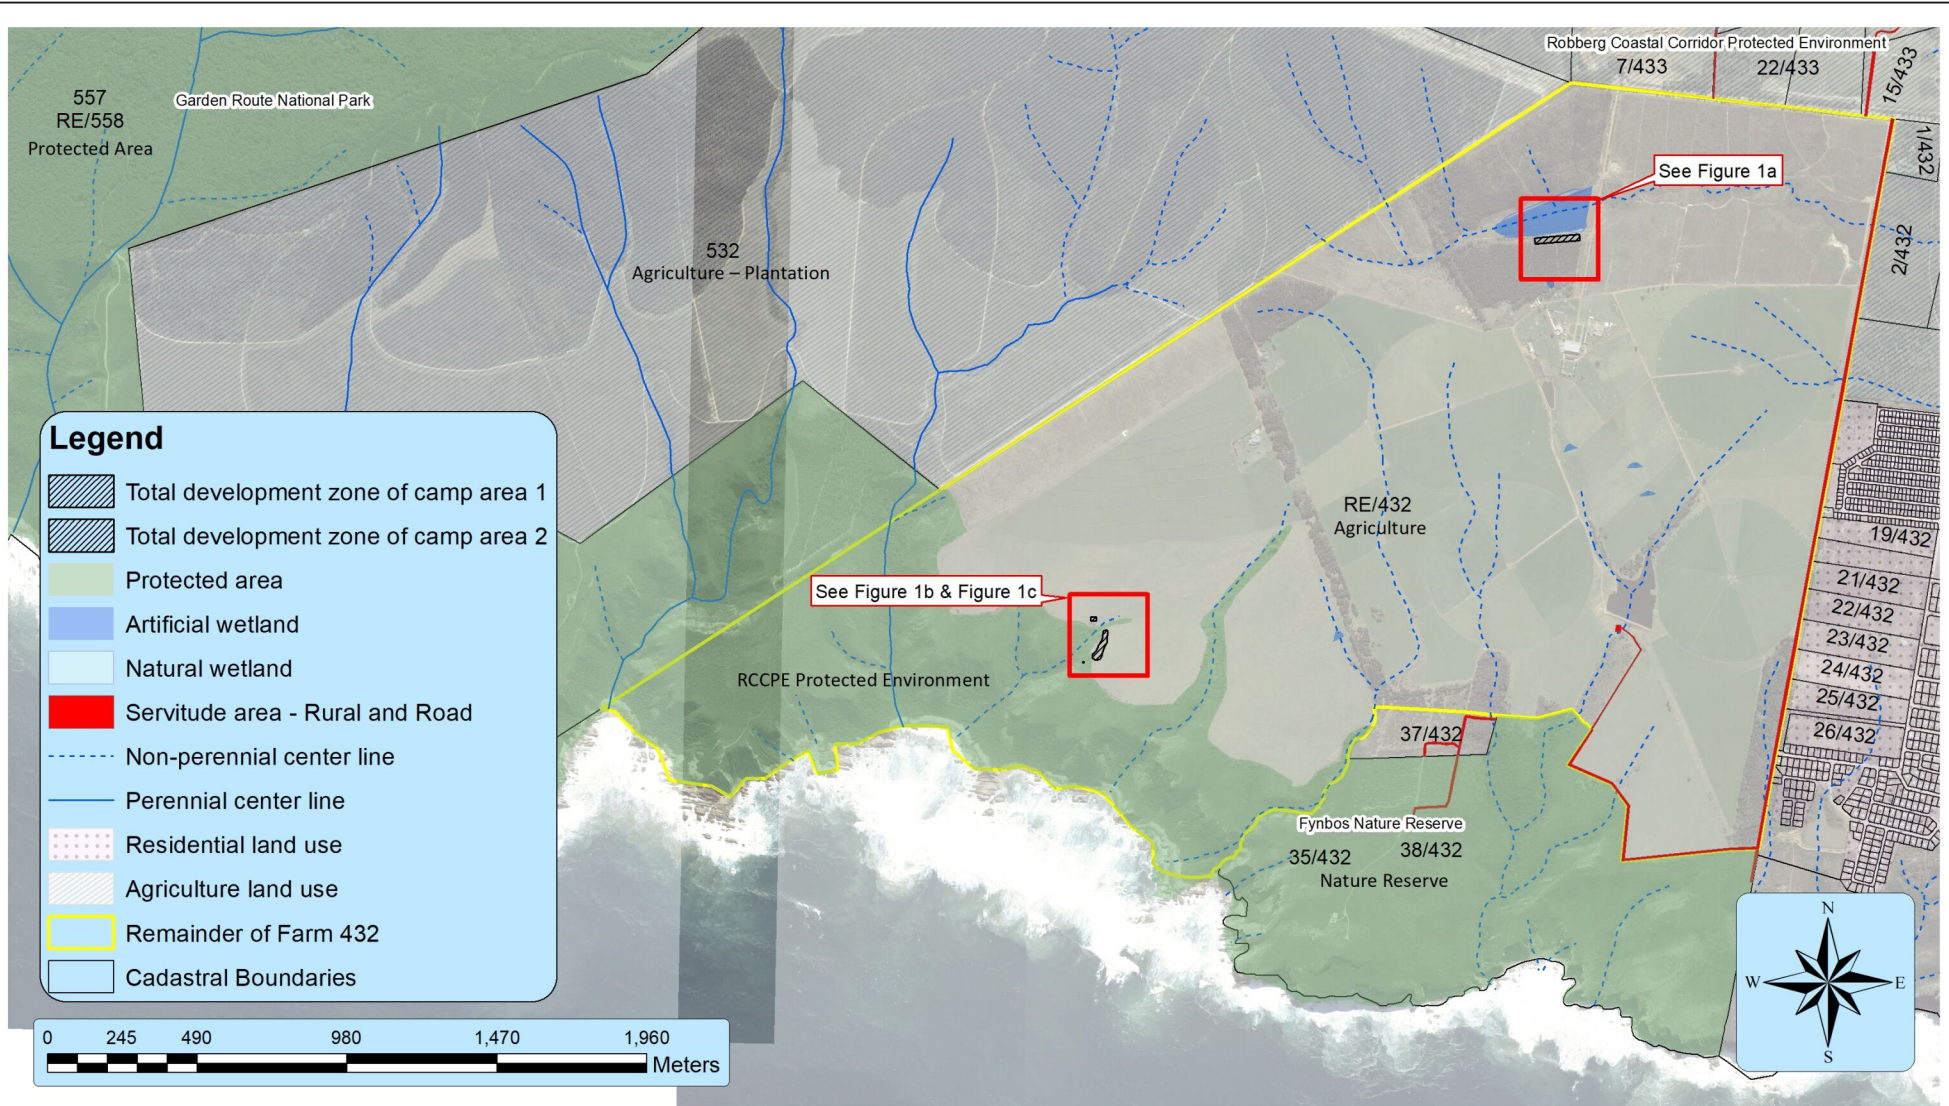 Robberg Coastal Corridor Protected Environment
7/433
22/433
15/433
557
RE/558
Protected Area
Garden Route National Park
1/432
See Figure 1a
2/432
532
Agriculture – Plantation
RE/432
Agriculture
19/432
21/432
22/432
23/432
24/432
25/432
26/432
See Figure 1b & Figure 1c
RCCPE Protected Environment
37/432
Fynbos Nature Reserve
35/432
38/432
Nature Reserve
Legend
Total development zone of camp area 1
Total development zone of camp area 2
Protected area
Artificial wetland
Natural wetland
Servitude area - Rural and Road
Non-perennial center line
Perennial center line
Residential land use
Agriculture land use
Remainder of Farm 432
Cadastral Boundaries
0 245 490 980 1,470 1,960
Meters
N
W E
S